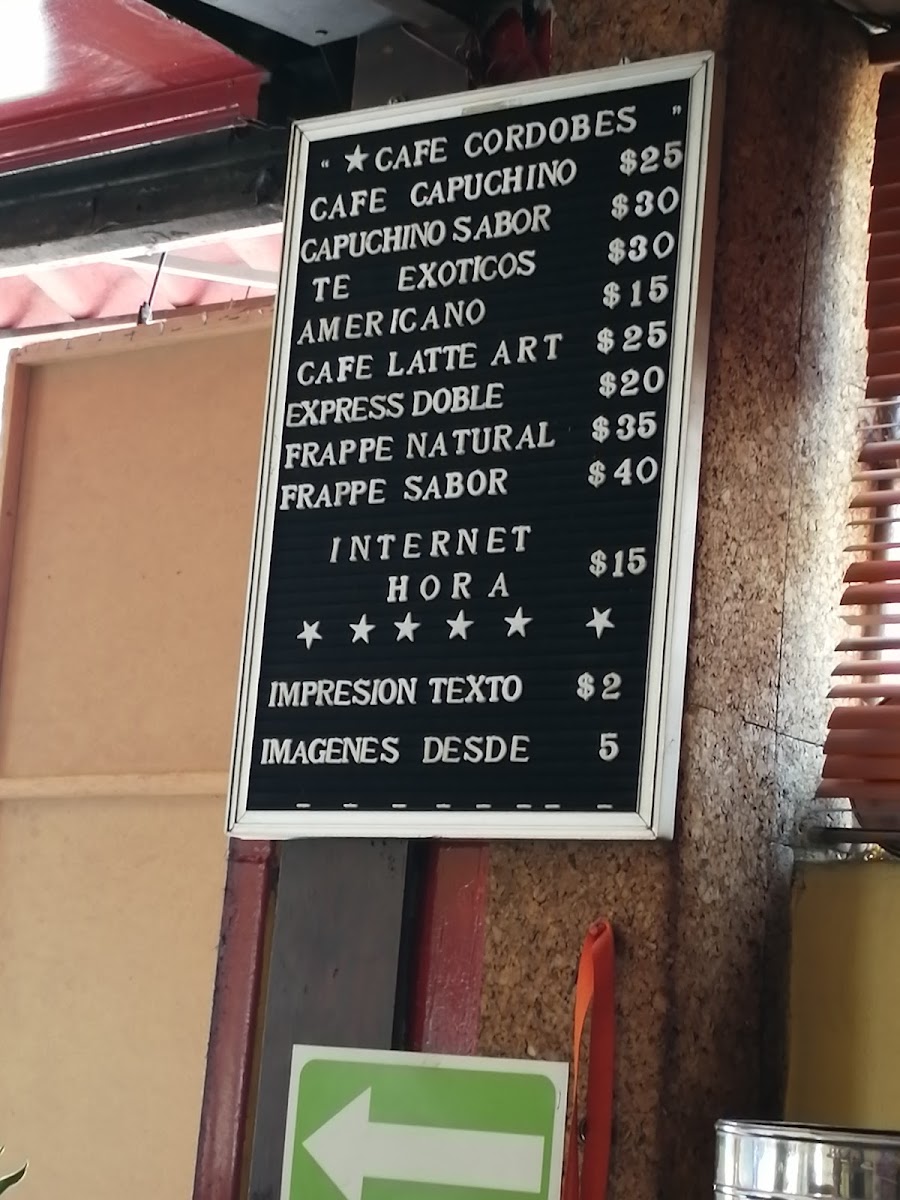 " ★ CAFE CORDOBES "
CAFE CAPUCHINO $25
CAPUCHINO SABOR $30
TE EXOTICOS $30
AMERICANO $15
CAFE LATTE ART $25
EXPRESS DOBLE $20
FRAPPE NATURAL $35
FRAPPE SABOR $40
INTERNET
HORA $15
★ ★ ★ ★ ★ ★
IMPRESION TEXTO $2
IMAGENES DESDE 5